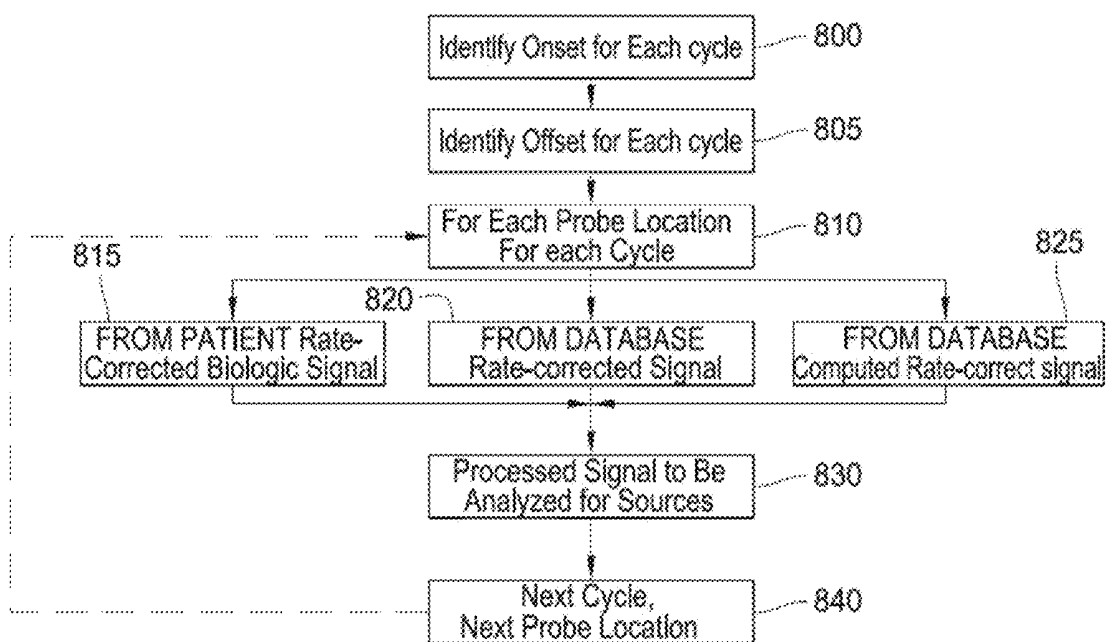 Identify Onset for Each cycle
800
Identify Offset for Each cycle
805
For Each Probe Location
For each Cycle
810
815
820
825
FROM PATIENT Rate-
Corrected Biologic Signal
FROM DATABASE
Rate-corrected Signal
FROM DATABASE
Computed Rate-correct signal
Processed Signal to Be
Analyzed for Sources
830
Next Cycle,
Next Probe Location
840